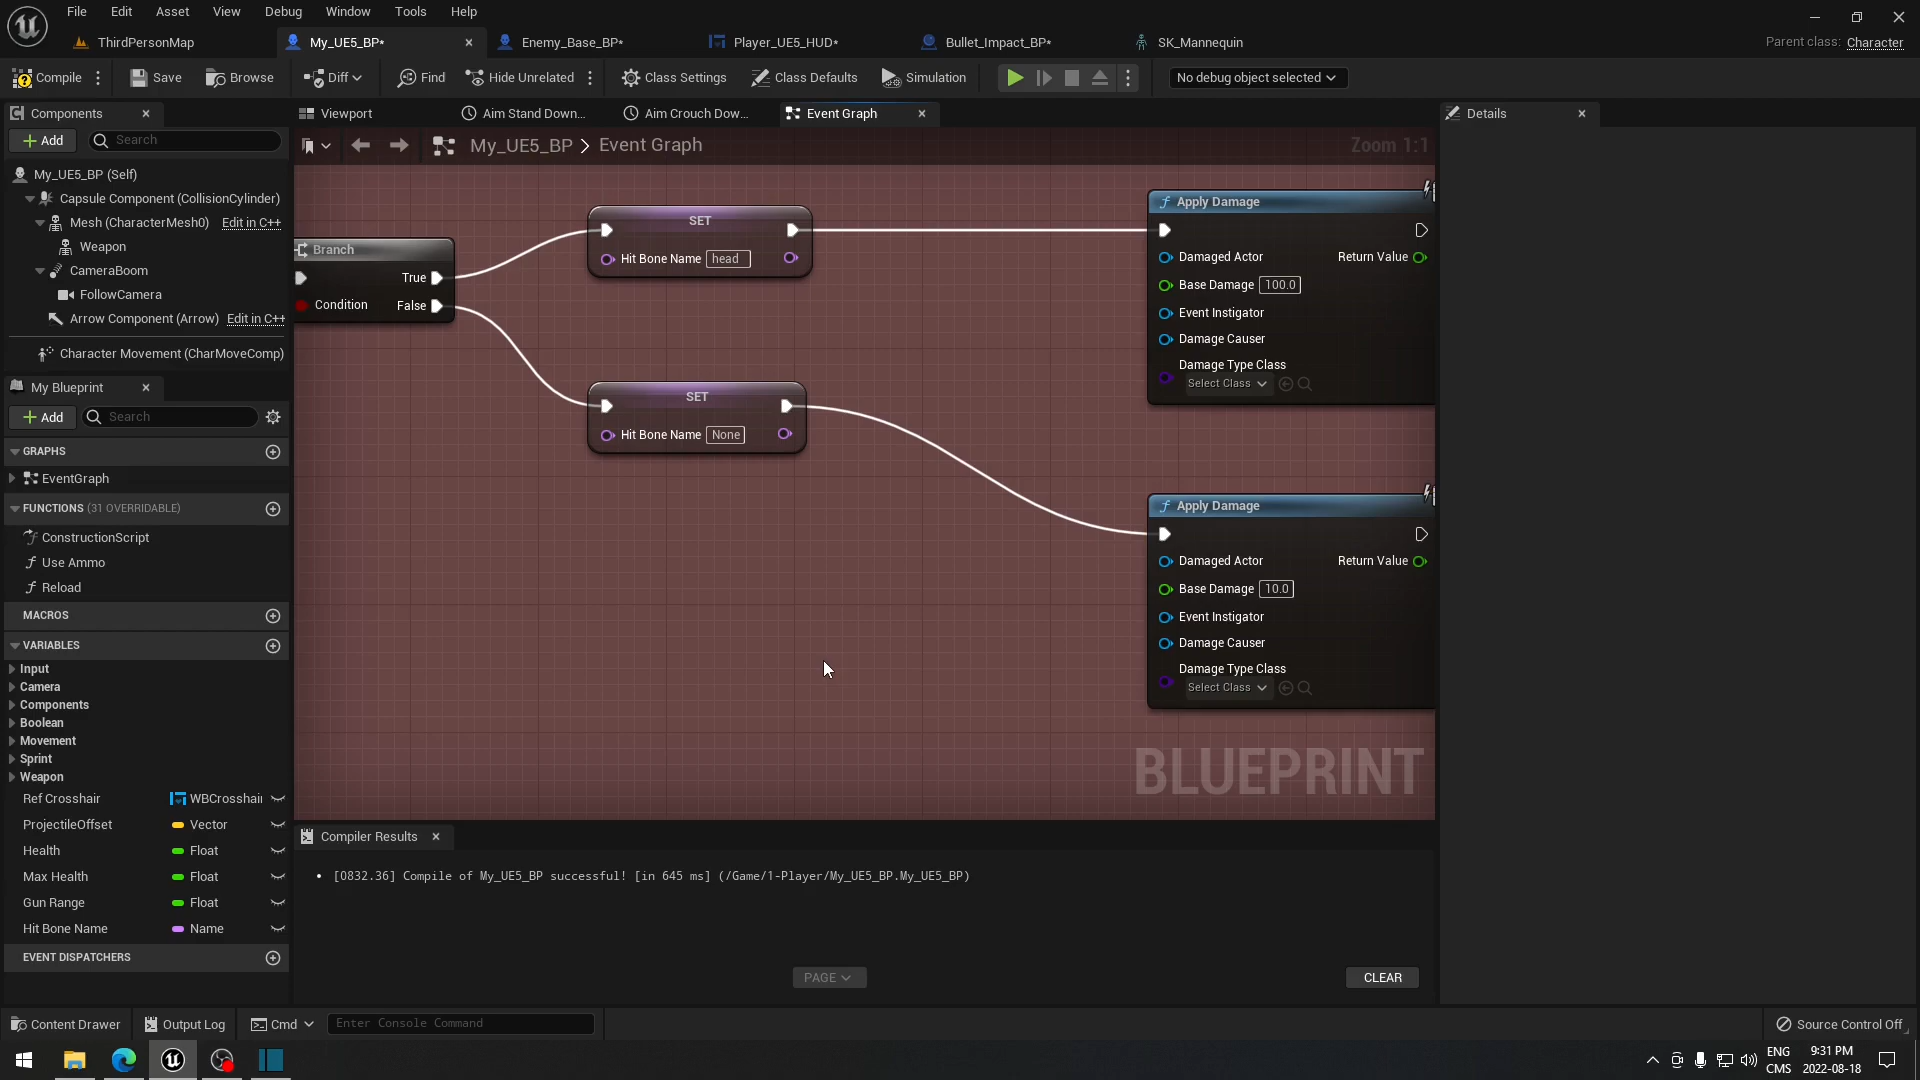 File Edit Asset View Debug Window Tools Help
ThirdPersonMap My_UE5_BP* Enemy_Base_BP* Player_UE5_HUD* Bullet_Impact_BP* SK_Mannequin Parent class: Character
Compile Save Browse Diff Find Hide Unrelated Class Settings Class Defaults Simulation No debug object selected
Components Viewport Aim Stand Down... Aim Crouch Dow... Event Graph Details
Add Search
My_UE5_BP > Event Graph Zoom 1:1
My_UE5_BP (Self)
Capsule Component (CollisionCylinder)
Mesh (CharacterMesh0) Edit in C++
Weapon
CameraBoom
FollowCamera
Arrow Component (Arrow) Edit in C++
Character Movement (CharMoveComp)
My Blueprint
Add Search
GRAPHS
EventGraph
FUNCTIONS (31 OVERRIDABLE)
ConstructionScript
Use Ammo
Reload
MACROS
VARIABLES
Input
Camera
Components
Boolean
Movement
Sprint
Weapon
Ref Crosshair WBCrosshair
ProjectileOffset Vector
Health Float
Max Health Float
Gun Range Float
Hit Bone Name Name
EVENT DISPATCHERS
Branch
True
Condition False
SET
Hit Bone Name head
SET
Hit Bone Name None
Apply Damage
Damaged Actor Return Value
Base Damage 100.0
Event Instigator
Damage Causer
Damage Type Class
Select Class
Apply Damage
Damaged Actor Return Value
Base Damage 10.0
Event Instigator
Damage Causer
Damage Type Class
Select Class
BLUEPRINT
Compiler Results
[0832.36] Compile of My_UE5_BP successful! [in 645 ms] (/Game/1-Player/My_UE5_BP.My_UE5_BP)
PAGE CLEAR
Content Drawer Output Log Cmd Enter Console Command Source Control Off
ENG 9:31 PM
CMS 2022-08-18